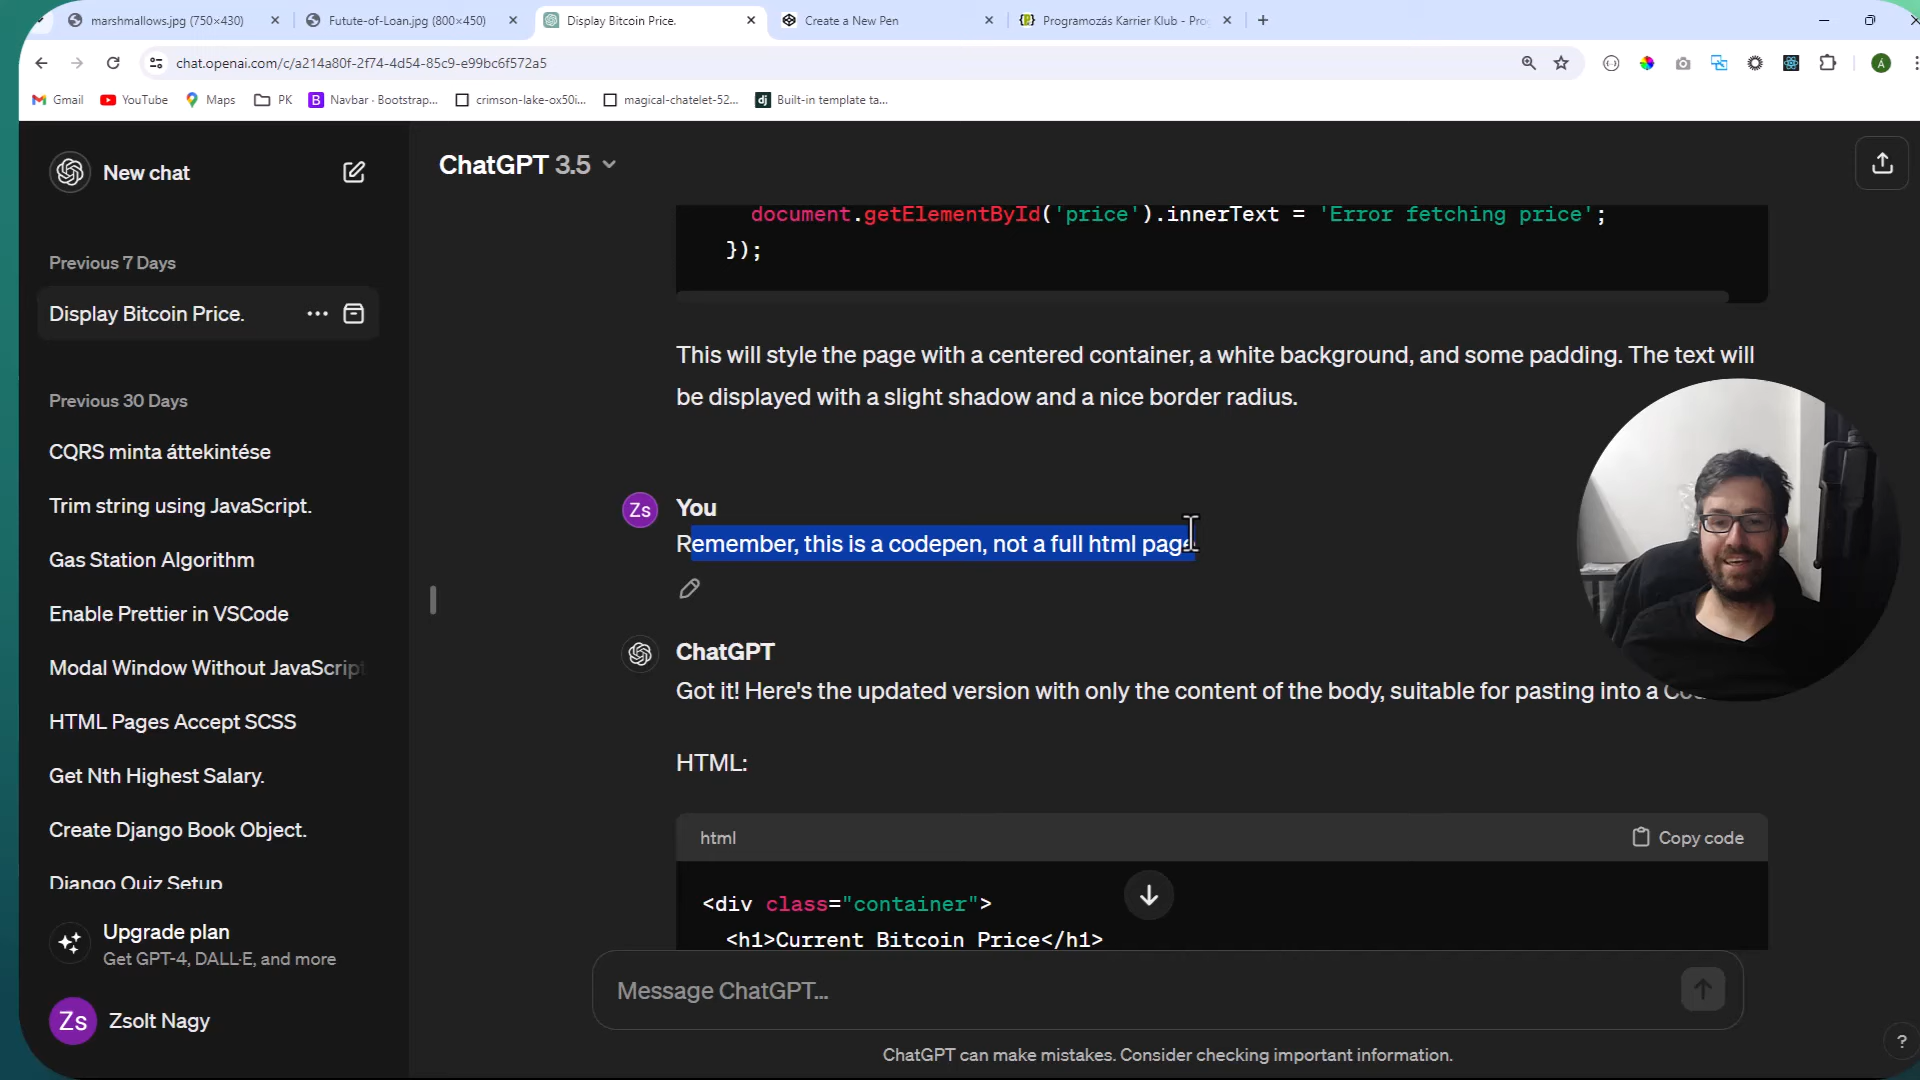 marshmallows.jpg (750×430)
Futute-of-Loan.jpg (800×450)
Display Bitcoin Price.
Create a New Pen
Programozás Karrier Klub - Pro
chat.openai.com/c/a214a80f-2f74-4d54-85c9-e99bc6f572a5
Á
Gmail
YouTube
Maps
PK
Navbar · Bootstrap...
crimson-lake-ox50i...
magical-chatelet-52...
Built-in template ta...
New chat
Previous 7 Days
Display Bitcoin Price.
Previous 30 Days
CQRS minta áttekintése
Trim string using JavaScript.
Gas Station Algorithm
Enable Prettier in VSCode
Modal Window Without JavaScript
HTML Pages Accept SCSS
Get Nth Highest Salary.
Create Django Book Object.
Django Quiz Setup
Upgrade plan
Get GPT-4, DALL·E, and more
Zs
Zsolt Nagy
ChatGPT 3.5
document.getElementById('price').innerText = 'Error fetching price';
});
This will style the page with a centered container, a white background, and some padding. The text will
be displayed with a slight shadow and a nice border radius.
Zs
You
Remember, this is a codepen, not a full html page
ChatGPT
Got it! Here's the updated version with only the content of the body, suitable for pasting into a
HTML:
html
Copy code
<div class="container">
<h1>Current Bitcoin Price</h1>
Message ChatGPT...
ChatGPT can make mistakes. Consider checking important information.
?